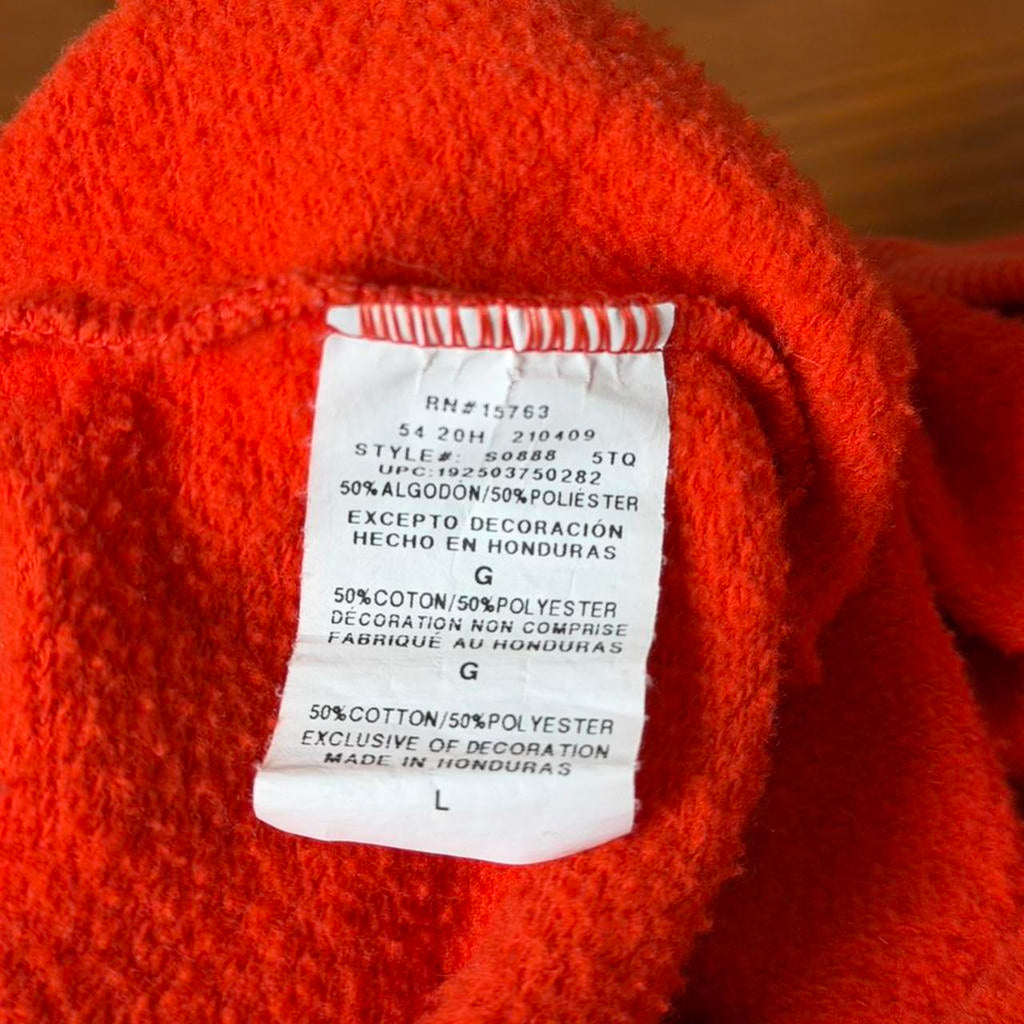 RN#15763
54 20H 210409
STYLE#: S0888 5TQ
UPC:192503750282
50%ALGODÓN/50%POLIÉSTER
EXCEPTO DECORACIÓN
HECHO EN HONDURAS
G
50%COTON/50%POLYESTER
DÉCORATION NON COMPRISE
FABRIQUÉ AU HONDURAS
G
50%COTTON/50%POLYESTER
EXCLUSIVE OF DECORATION
MADE IN HONDURAS
L